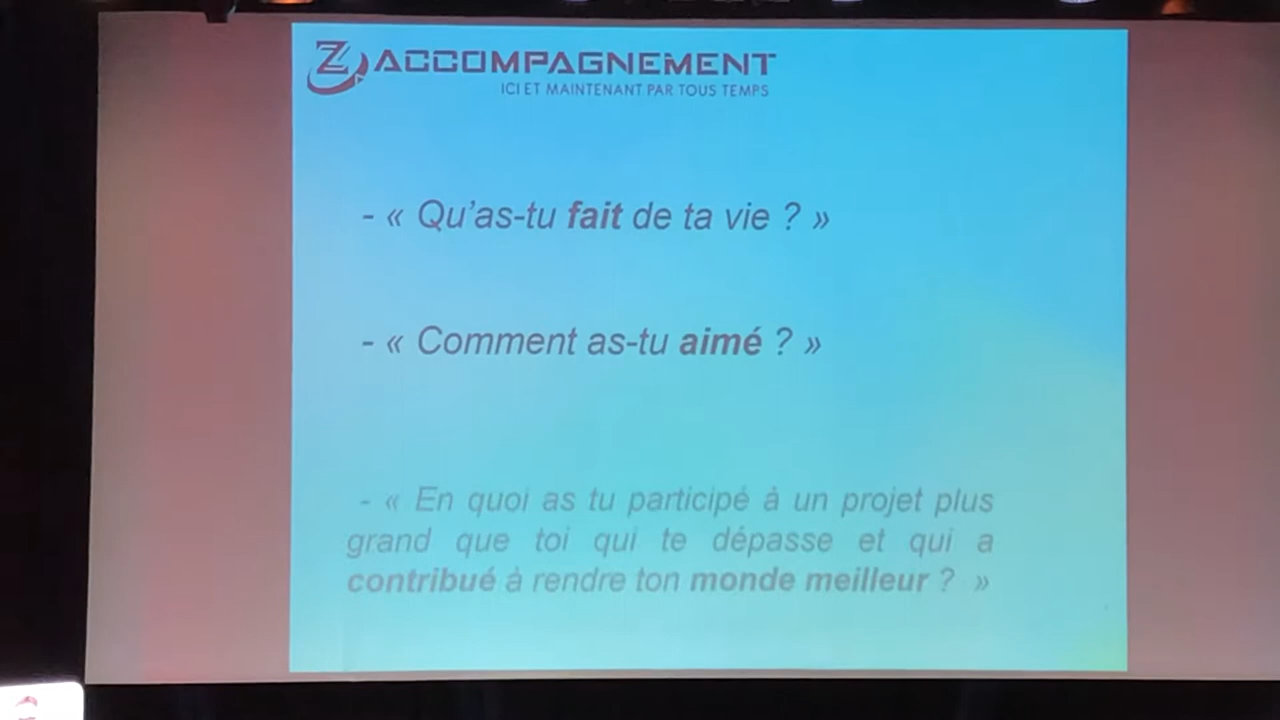 Z ACCOMPAGNEMENT
ICI ET MAINTENANT PAR TOUS TEMPS
- « Qu'as-tu fait de ta vie ? »
- « Comment as-tu aimé ? »
- « En quoi as tu participé à un projet plus
grand que toi qui te dépasse et qui a
contribué à rendre ton monde meilleur ? »